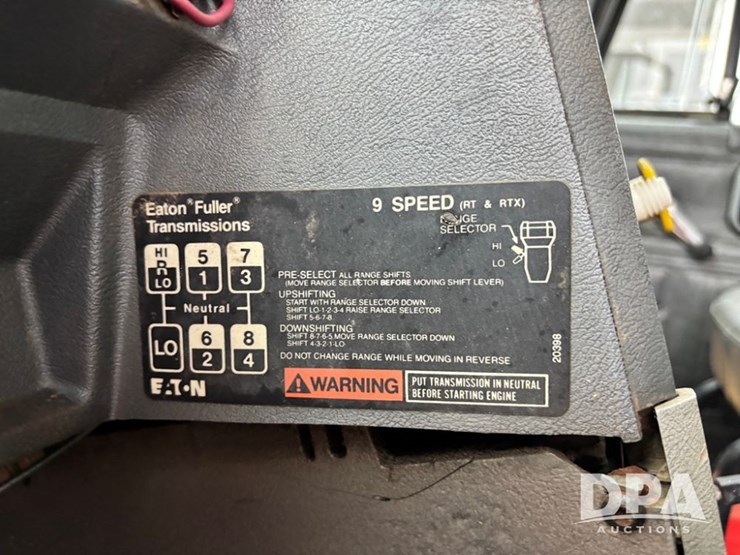 Eaton® Fuller®
Transmissions
9 SPEED (RT & RTX)
SELECTOR
HI
LO
HI
R
LO
5
1
7
3
Neutral
LO
6
2
8
4
PRE-SELECT ALL RANGE SHIFTS
(MOVE RANGE SELECTOR BEFORE MOVING SHIFT LEVER)
UPSHIFTING
START WITH RANGE SELECTOR DOWN
SHIFT LO-1-2-3-4 RAISE RANGE SELECTOR
SHIFT 5-6-7-8
DOWNSHIFTING
SHIFT 8-7-6-5 MOVE RANGE SELECTOR DOWN
SHIFT 4-3-2-1-LO
DO NOT CHANGE RANGE WHILE MOVING IN REVERSE
20398
EATON
WARNING
PUT TRANSMISSION IN NEUTRAL
BEFORE STARTING ENGINE
DPA
AUCTIONS